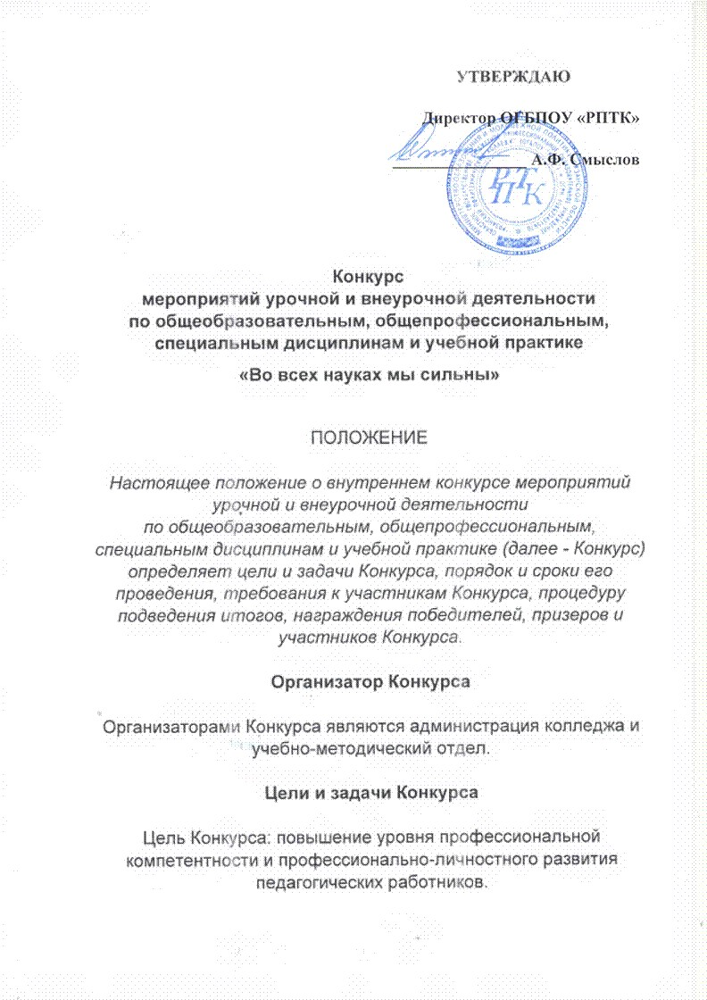 УТВЕРЖДАЮ
Директор ОГБПОУ «РПТК»
А.Ф. Смыслов
РПТК
Конкурс
мероприятий урочной и внеурочной деятельности
по общеобразовательным, общепрофессиональным,
специальным дисциплинам и учебной практике
«Во всех науках мы сильны»
ПОЛОЖЕНИЕ
Настоящее положение о внутреннем конкурсе мероприятий
урочной и внеурочной деятельности
по общеобразовательным, общепрофессиональным,
специальным дисциплинам и учебной практике (далее - Конкурс)
определяет цели и задачи Конкурса, порядок и сроки его
проведения, требования к участникам Конкурса, процедуру
подведения итогов, награждения победителей, призеров и
участников Конкурса.
Организатор Конкурса
Организаторами Конкурса являются администрация колледжа и
учебно-методический отдел.
Цели и задачи Конкурса
Цель Конкурса: повышение уровня профессиональной
компетентности и профессионально-личностного развития
педагогических работников.